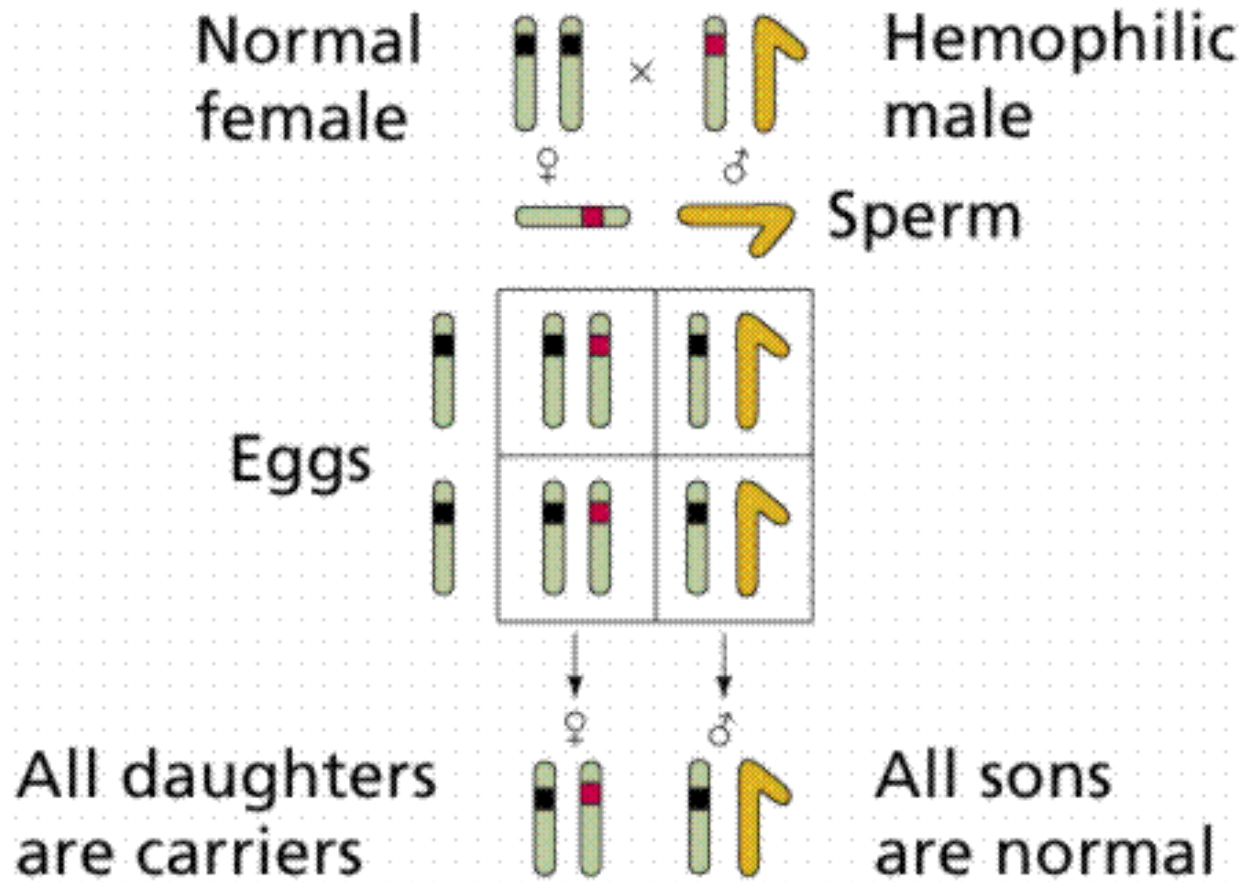 Normal
female
×
Hemophilic
male
♀
♂
Sperm
Eggs
♀
♂
All daughters
are carriers
All sons
are normal